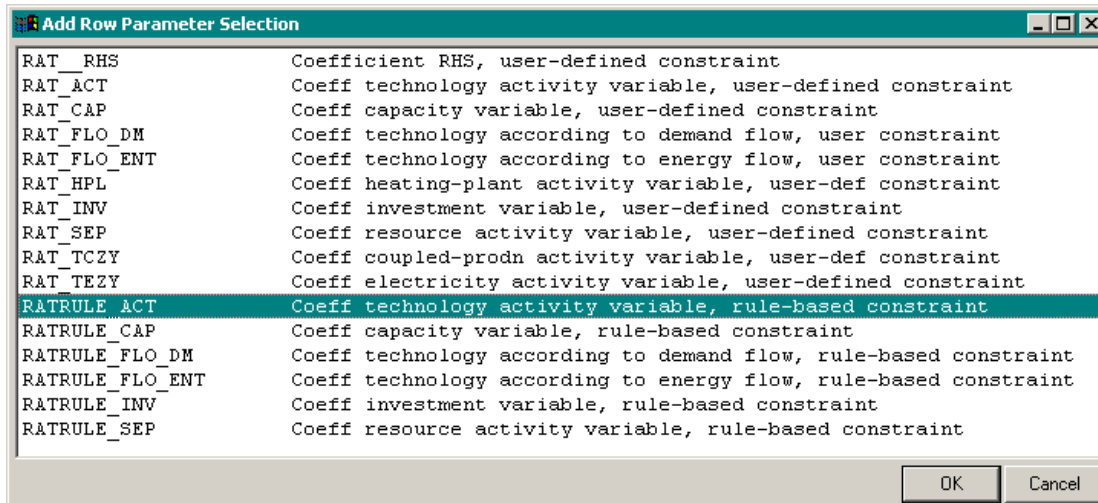 Add Row Parameter Selection
RAT__RHS Coefficient RHS, user-defined constraint
RAT_ACT Coeff technology activity variable, user-defined constraint
RAT_CAP Coeff capacity variable, user-defined constraint
RAT_FLO_DM Coeff technology according to demand flow, user constraint
RAT_FLO_ENT Coeff technology according to energy flow, user constraint
RAT_HPL Coeff heating-plant activity variable, user-def constraint
RAT_INV Coeff investment variable, user-defined constraint
RAT_SEP Coeff resource activity variable, user-defined constraint
RAT_TCZY Coeff coupled-prodn activity variable, user-def constraint
RAT_TEZY Coeff electricity activity variable, user-defined constraint
RATRULE_ACT Coeff technology activity variable, rule-based constraint
RATRULE_CAP Coeff capacity variable, rule-based constraint
RATRULE_FLO_DM Coeff technology according to demand flow, rule-based constraint
RATRULE_FLO_ENT Coeff technology according to energy flow, rule-based constraint
RATRULE_INV Coeff investment variable, rule-based constraint
RATRULE_SEP Coeff resource activity variable, rule-based constraint
OK Cancel